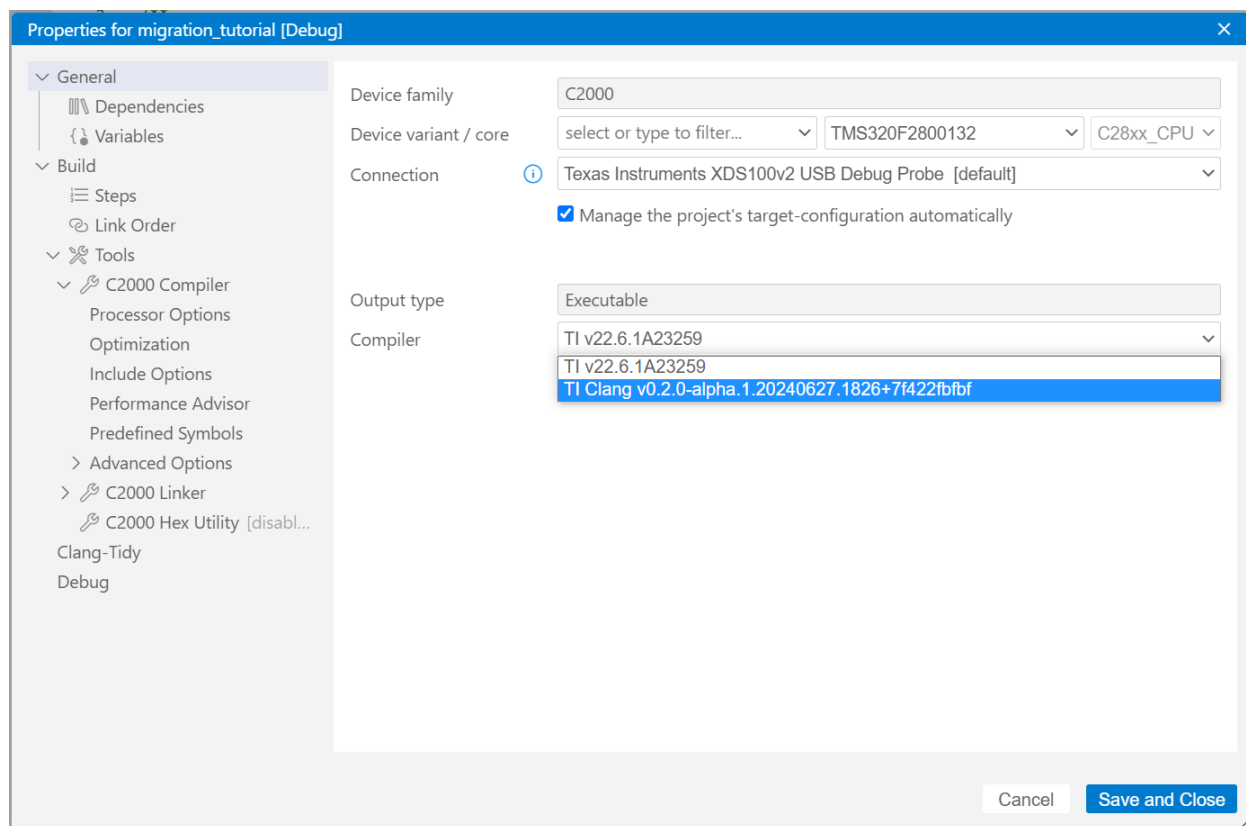 Properties for migration_tutorial [Debug]
General
Dependencies
Variables
Build
Steps
Link Order
Tools
C2000 Compiler
Processor Options
Optimization
Include Options
Performance Advisor
Predefined Symbols
Advanced Options
C2000 Linker
C2000 Hex Utility [disabl...
Clang-Tidy
Debug
Device family C2000
Device variant / core select or type to filter... TMS320F2800132 C28xx_CPU
Connection Texas Instruments XDS100v2 USB Debug Probe [default]
Manage the project's target-configuration automatically
Output type Executable
Compiler TI v22.6.1A23259
TI v22.6.1A23259
TI Clang v0.2.0-alpha.1.20240627.1826+7f422fbfbf
Cancel Save and Close